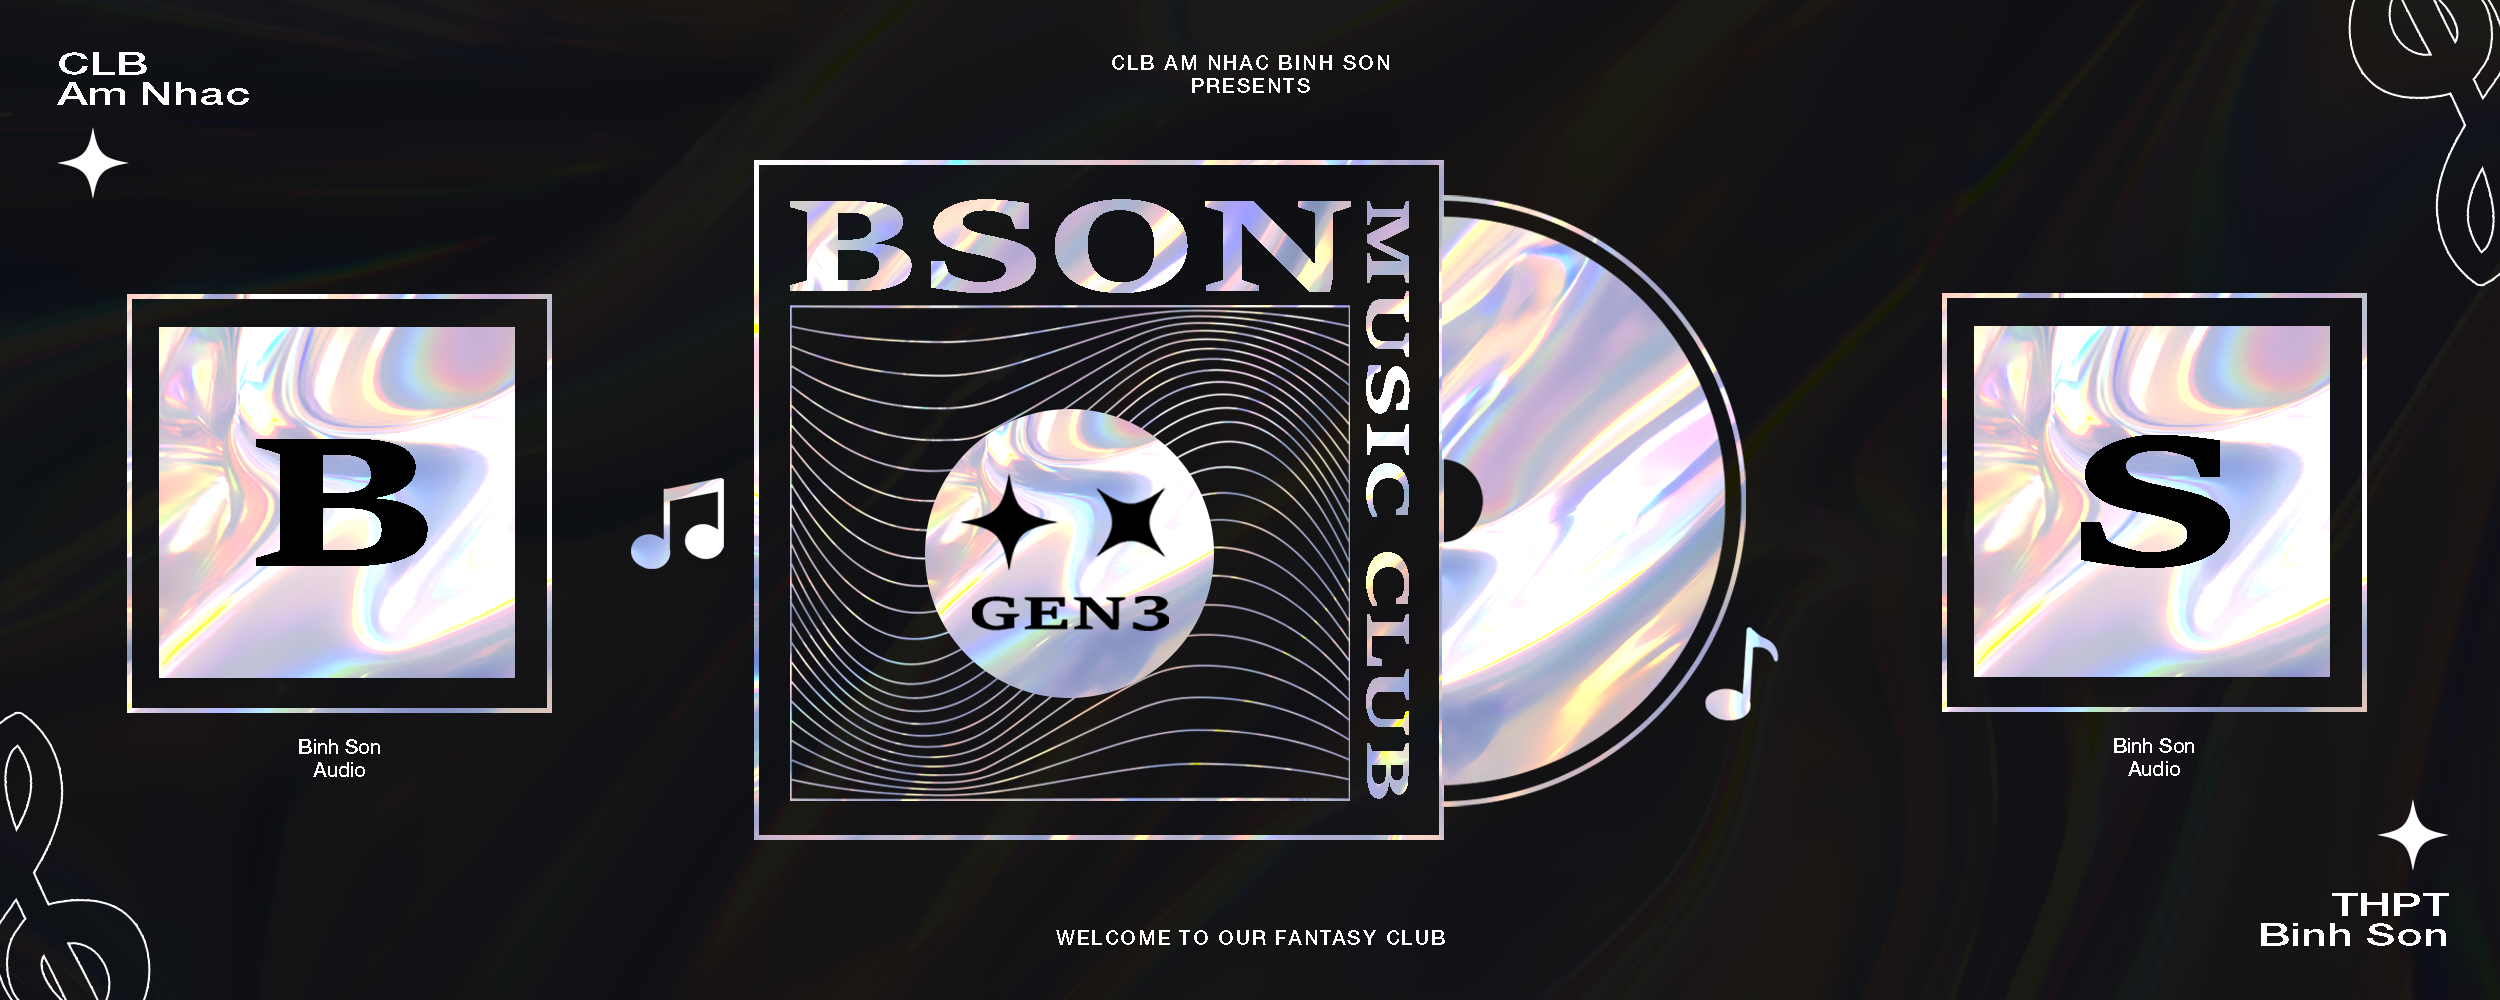 CLB
Am Nhac
CLB AM NHAC BINH SON
PRESENTS
BSON
MUSIC CLUB
B
GEN3
S
Binh Son
Audio
Binh Son
Audio
WELCOME TO OUR FANTASY CLUB
THPT
Binh Son